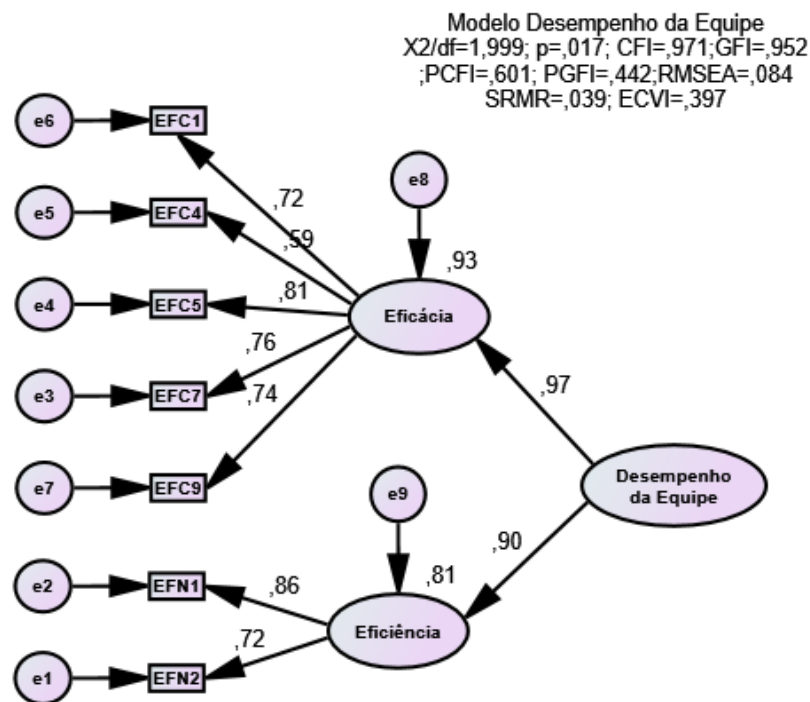 Modelo Desempenho da Equipe
X2/df=1,999; p=,017; CFI=,971;GFI=,952
;PCFI=,601; PGFI=,442;RMSEA=,084
SRMR=,039; ECVI=,397
e6
EFC1
e8
,72
e5
EFC4
,59
,93
e4
EFC5
,81
Eficácia
,76
e3
EFC7
,97
,74
e7
EFC9
e9
Desempenho
da Equipe
,90
e2
EFN1
,86
,81
Eficiência
,72
e1
EFN2